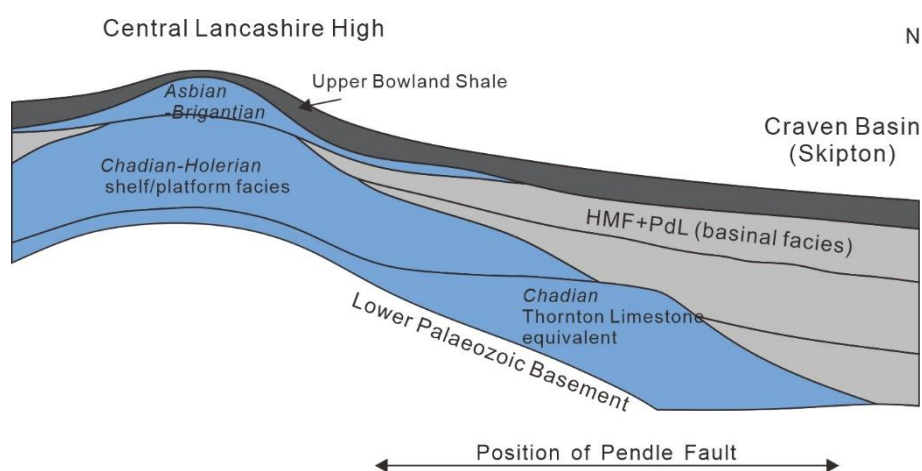 Central Lancashire High
N
Upper Bowland Shale
Asbian
-Brigantian
Craven Basin
(Skipton)
Chadian-Holerian
shelf/platform facies
HMF+PdL (basinal facies)
Chadian
Thornton Limestone
equivalent
Lower Palaeozoic Basement
Position of Pendle Fault